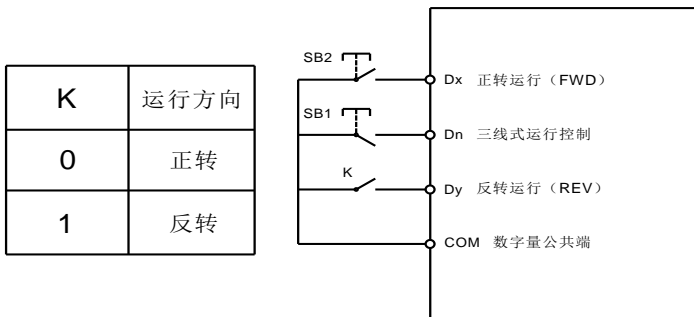 K 运行方向
0 正转
1 反转
SB2
Dx 正转运行（FWD）
SB1
Dn 三线式运行控制
K
Dy 反转运行（REV）
COM 数字量公共端